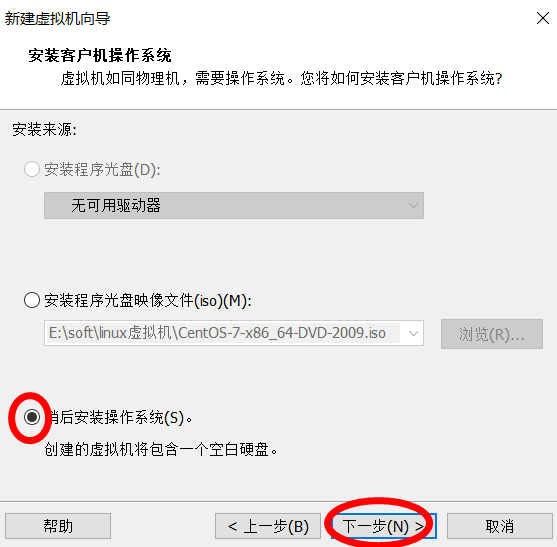 新建虚拟机向导
安装客户机操作系统
虚拟机如同物理机，需要操作系统。您将如何安装客户机操作系统?
安装来源:
安装程序光盘(D):
无可用驱动器
安装程序光盘映像文件(iso)(M):
E:\soft\linux虚拟机\CentOS-7-x86_64-DVD-2009.iso
浏览(R)...
稍后安装操作系统(S)。
创建的虚拟机将包含一个空白硬盘。
帮助
< 上一步(B)
下一步(N) >
取消